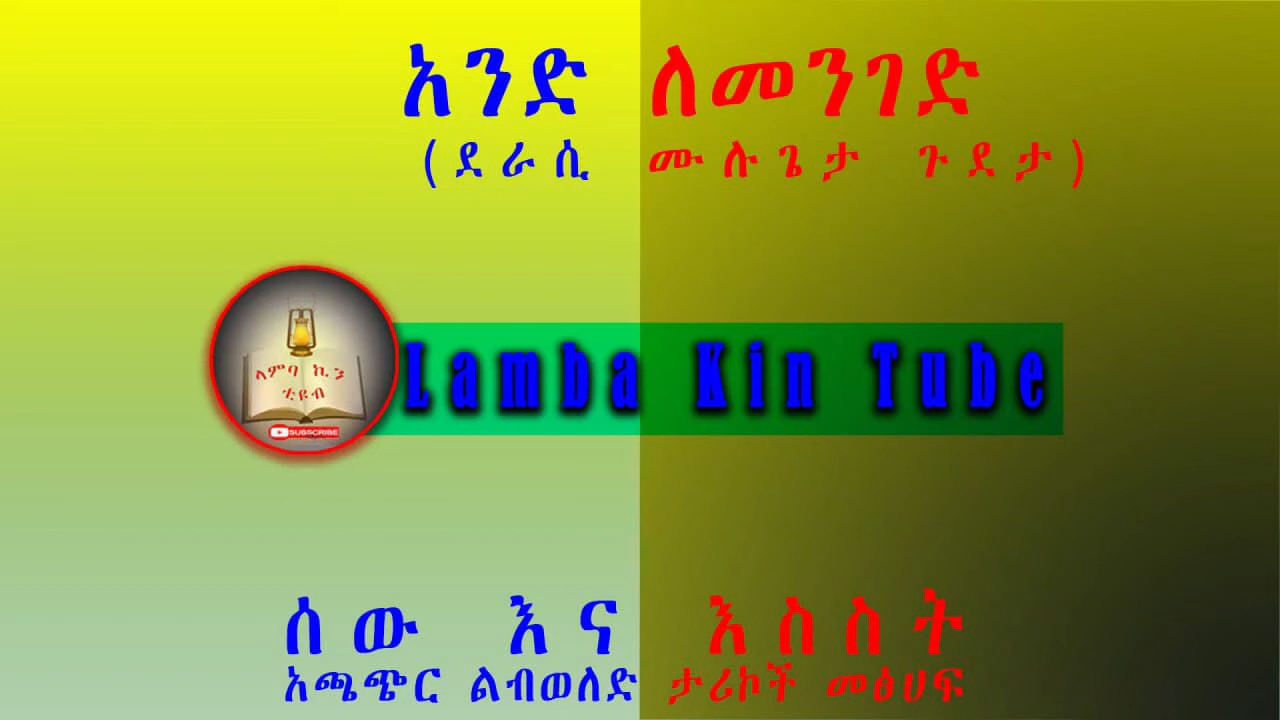 አንድ ለመንገድ
(ደራሲ ሙሉጌታ ጉደታ)
ላምባ ኪን
ቲዩብ
SUBSCRIBE
Lamba Kin Tube
ሰው እና እስስት
አጫጭር ልብወለድ ታሪኮች መፅሀፍ